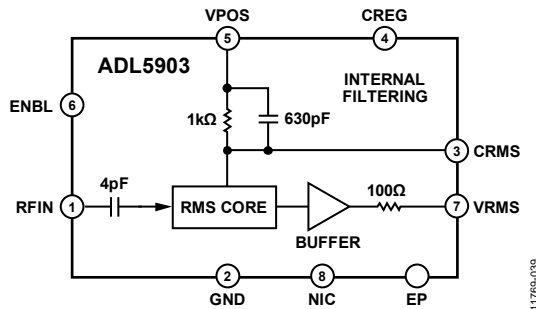 VPOS
CREG
5
4
ADL5903
INTERNAL
FILTERING
ENBL
6
1kΩ
630pF
3
CRMS
4pF
RFIN
1
RMS CORE
100Ω
7
VRMS
BUFFER
2
8
GND
NIC
EP
11769-039